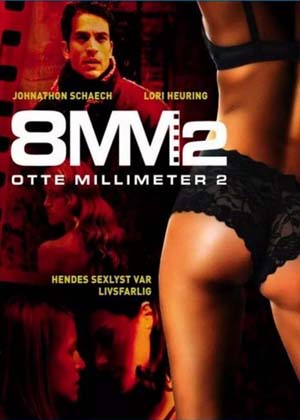 JOHNATHON SCHAECH LORI HEURING
8MM2
OTTE MILLIMETER 2
HENDES SEXLYST VAR
LIVSFARLIG